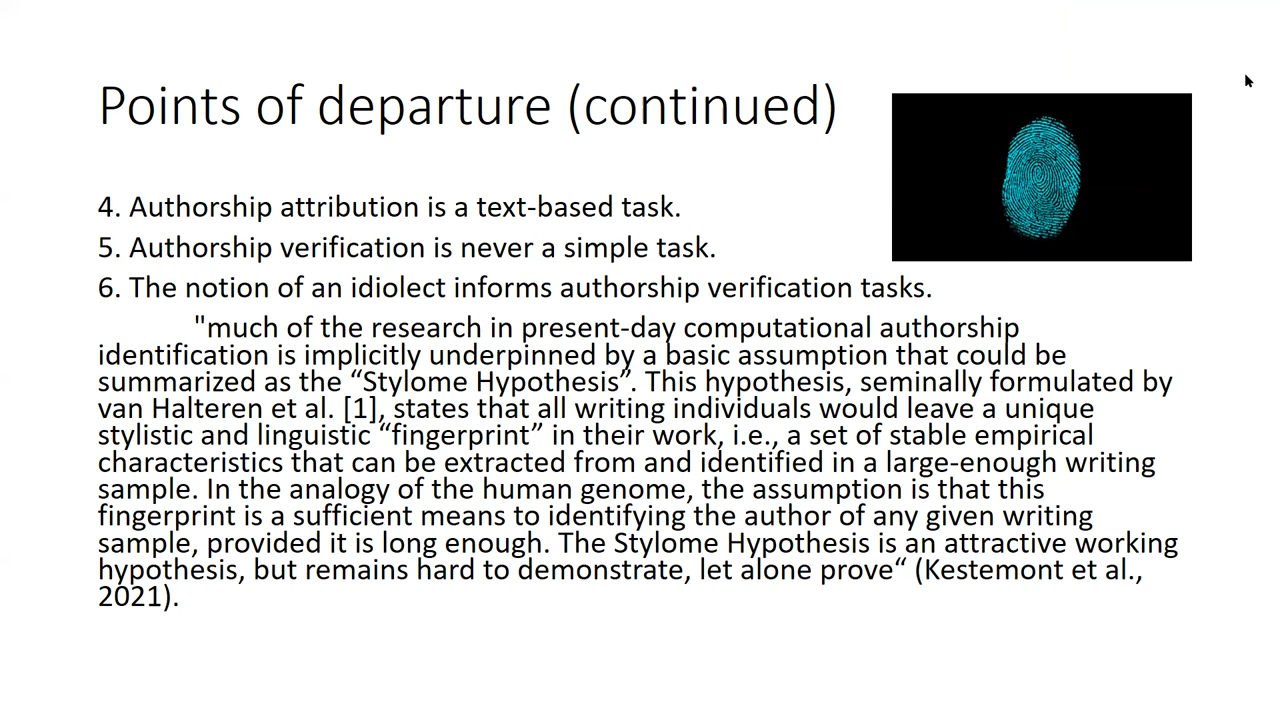 Points of departure (continued)
4. Authorship attribution is a text-based task.
5. Authorship verification is never a simple task.
6. The notion of an idiolect informs authorship verification tasks.
"much of the research in present-day computational authorship
identification is implicitly underpinned by a basic assumption that could be
summarized as the “Stylome Hypothesis”. This hypothesis, seminally formulated by
van Halteren et al. [1], states that all writing individuals would leave a unique
stylistic and linguistic “fingerprint” in their work, i.e., a set of stable empirical
characteristics that can be extracted from and identified in a large-enough writing
sample. In the analogy of the human genome, the assumption is that this
fingerprint is a sufficient means to identifying the author of any given writing
sample, provided it is long enough. The Stylome Hypothesis is an attractive working
hypothesis, but remains hard to demonstrate, let alone prove“ (Kestemont et al.,
2021).